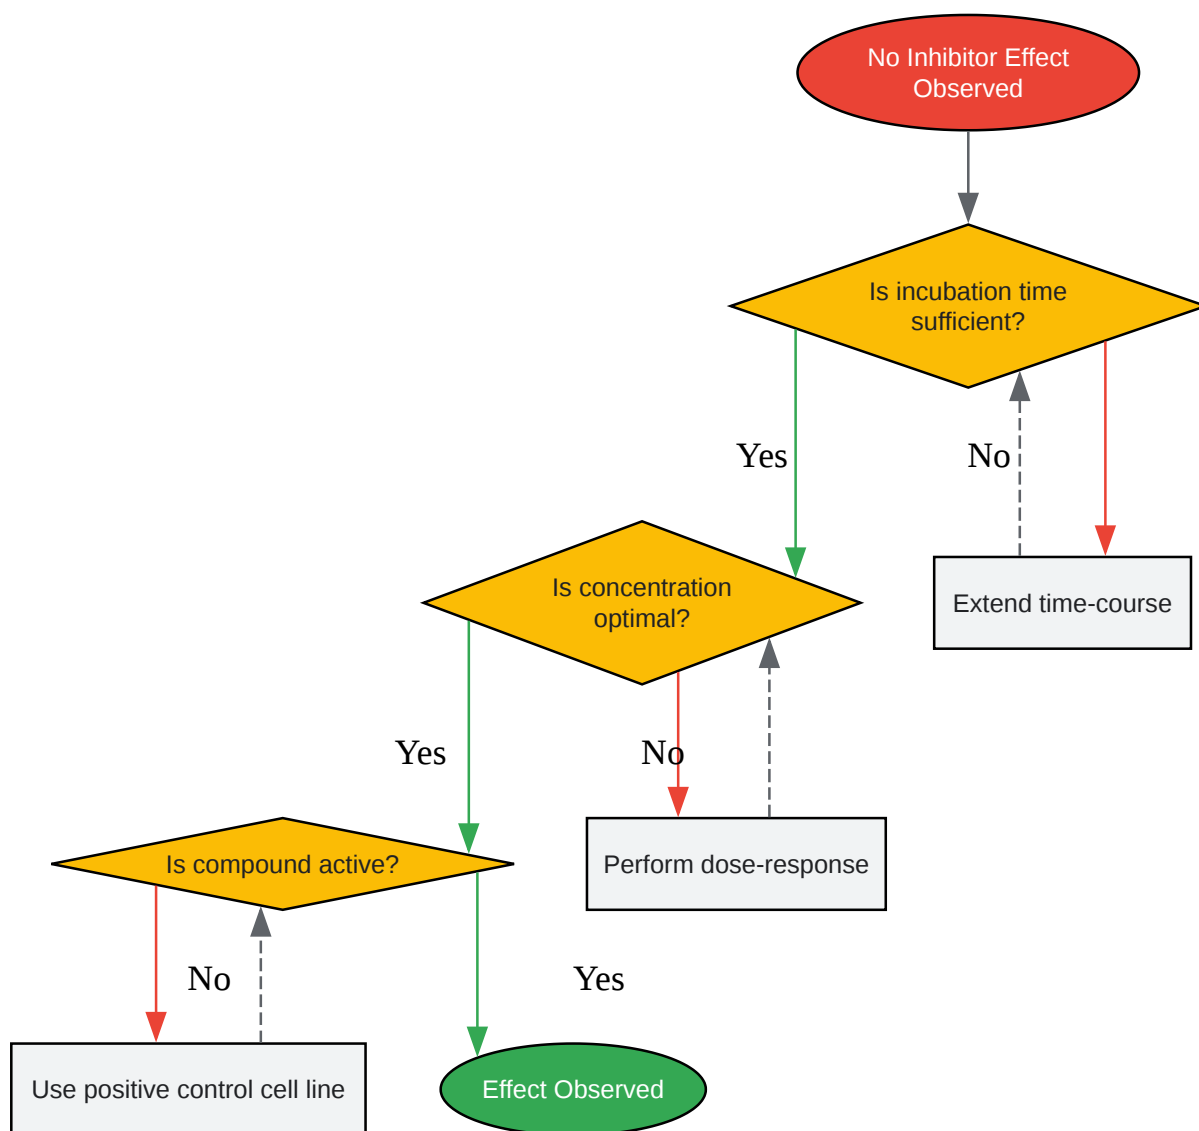 No Inhibitor Effect
Observed
Is incubation time
sufficient?
Yes
No
Is concentration
optimal?
Extend time-course
Yes
No
Is compound active?
Perform dose-response
No
Yes
Use positive control cell line
Effect Observed